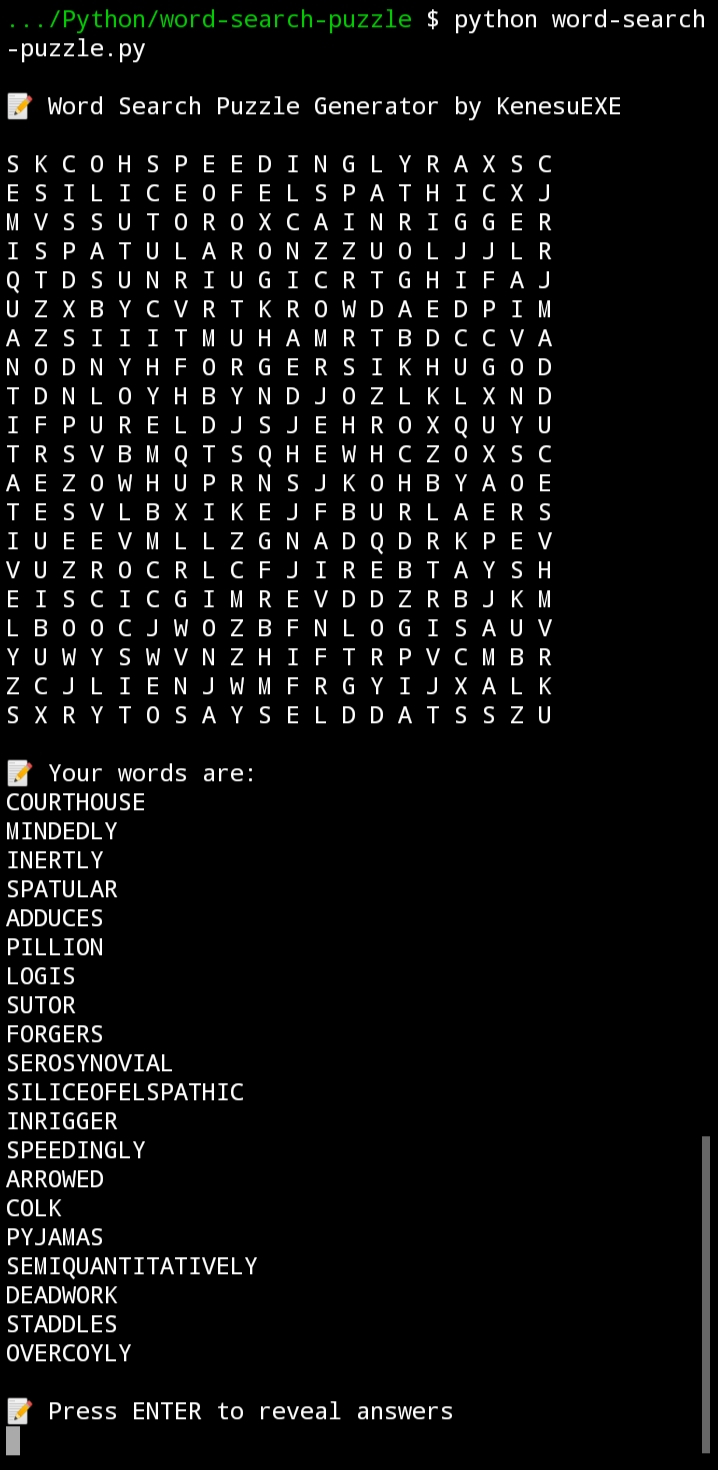 .../Python/word-search-puzzle $ python word-search
-puzzle.py
📝 Word Search Puzzle Generator by KenesuEXE
S K C O H S P E E D I N G L Y R A X S C
E S I L I C E O F E L S P A T H I C X J
M V S S U T O R O X C A I N R I G G E R
I S P A T U L A R O N Z Z U O L J J L R
Q T D S U N R I U G I C R T G H I F A J
U Z X B Y C V R T K R O W D A E D P I M
A Z S I I I T M U H A M R T B D C C V A
N O D N Y H F O R G E R S I K H U G O D
T D N L O Y H B Y N D J O Z L K L X N D
I F P U R E L D J S J E H R O X Q U Y U
T R S V B M Q T S Q H E W H C Z O X S C
A E Z O W H U P R N S J K O H B Y A O E
T E S V L B X I K E J F B U R L A E R S
I U E E V M L L Z G N A D Q D R K P E V
V U Z R O C R L C F J I R E B T A Y S H
E I S C I C G I M R E V D D Z R B J K M
L B O O C J W O Z B F N L O G I S A U V
Y U W Y S W V N Z H I F T R P V C M B R
Z C J L I E N J W M F R G Y I J X A L K
S X R Y T O S A Y S E L D D A T S S Z U
📝 Your words are:
COURTHOUSE
MINDEDLY
INERTLY
SPATULAR
ADDUCES
PILLION
LOGIS
SUTOR
FORGERS
SEROSYNOVIAL
SILICEOFELSPATHIC
INRIGGER
SPEEDINGLY
ARROWED
COLK
PYJAMAS
SEMIQUANTITATIVELY
DEADWORK
STADDLES
OVERCOYLY
📝 Press ENTER to reveal answers